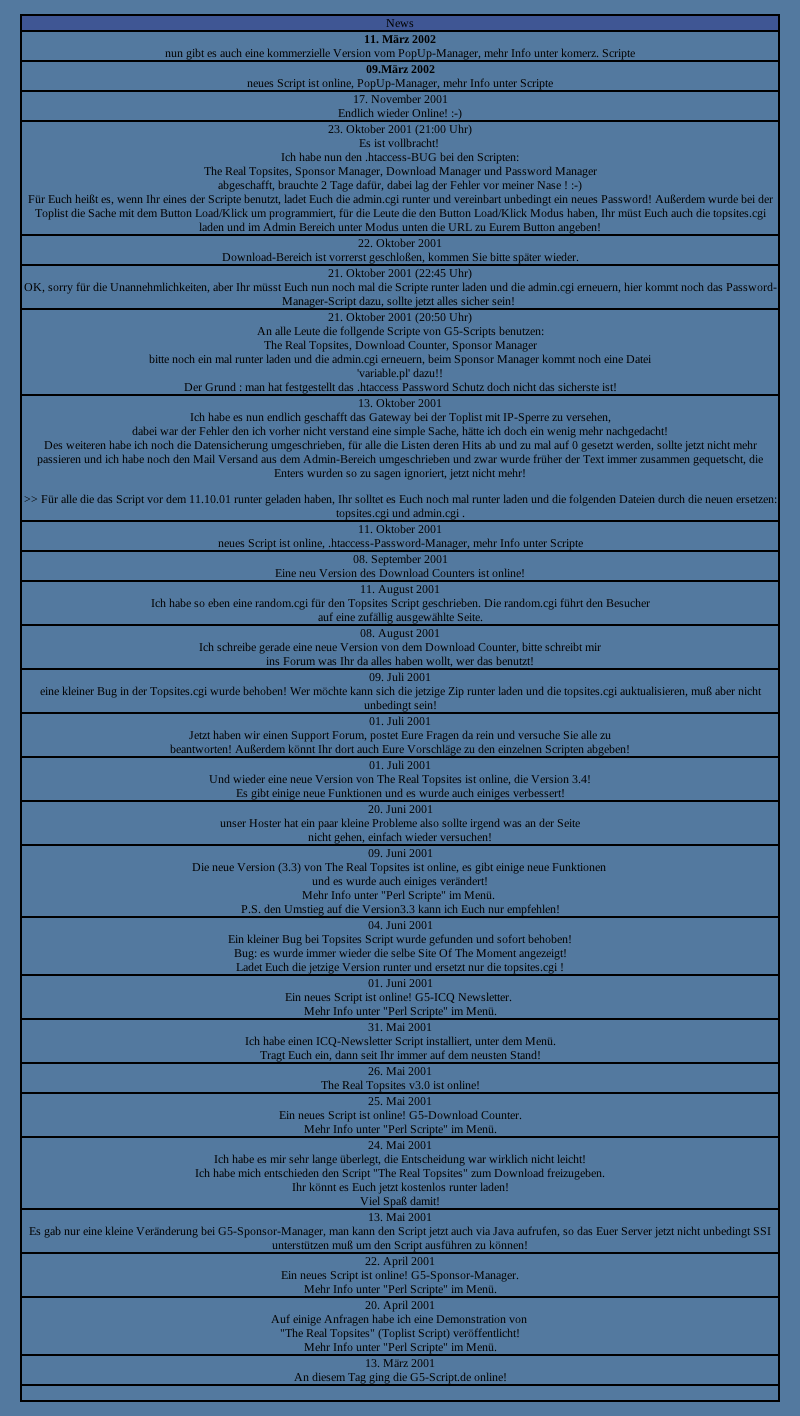 News
11. März 2002
nun gibt es auch eine kommerzielle Version vom PopUp-Manager, mehr Info unter komerz. Scripte
09.März 2002
neues Script ist online, PopUp-Manager, mehr Info unter Scripte
17. November 2001
Endlich wieder Online! :-)
23. Oktober 2001 (21:00 Uhr)
Es ist vollbracht!
Ich habe nun den .htaccess-BUG bei den Scripten:
The Real Topsites, Sponsor Manager, Download Manager und Password Manager
abgeschafft, brauchte 2 Tage dafür, dabei lag der Fehler vor meiner Nase ! :-)
Für Euch heißt es, wenn Ihr eines der Scripte benutzt, ladet Euch die admin.cgi runter und vereinbart unbedingt ein neues Password! Außerdem wurde bei der
Toplist die Sache mit dem Button Load/Klick um programmiert, für die Leute die den Button Load/Klick Modus haben, Ihr müst Euch auch die topsites.cgi
laden und im Admin Bereich unter Modus unten die URL zu Eurem Button angeben!
22. Oktober 2001
Download-Bereich ist vorrerst geschloßen, kommen Sie bitte später wieder.
21. Oktober 2001 (22:45 Uhr)
OK, sorry für die Unannehmlichkeiten, aber Ihr müsst Euch nun noch mal die Scripte runter laden und die admin.cgi erneuern, hier kommt noch das Password-
Manager-Script dazu, sollte jetzt alles sicher sein!
21. Oktober 2001 (20:50 Uhr)
An alle Leute die follgende Scripte von G5-Scripts benutzen:
The Real Topsites, Download Counter, Sponsor Manager
bitte noch ein mal runter laden und die admin.cgi erneuern, beim Sponsor Manager kommt noch eine Datei
'variable.pl' dazu!!
Der Grund : man hat festgestellt das .htaccess Password Schutz doch nicht das sicherste ist!
13. Oktober 2001
Ich habe es nun endlich geschafft das Gateway bei der Toplist mit IP-Sperre zu versehen,
dabei war der Fehler den ich vorher nicht verstand eine simple Sache, hätte ich doch ein wenig mehr nachgedacht!
Des weiteren habe ich noch die Datensicherung umgeschrieben, für alle die Listen deren Hits ab und zu mal auf 0 gesetzt werden, sollte jetzt nicht mehr
passieren und ich habe noch den Mail Versand aus dem Admin-Bereich umgeschrieben und zwar wurde früher der Text immer zusammen gequetscht, die
Enters wurden so zu sagen ignoriert, jetzt nicht mehr!
>> Für alle die das Script vor dem 11.10.01 runter geladen haben, Ihr solltet es Euch noch mal runter laden und die folgenden Dateien durch die neuen ersetzen:
topsites.cgi und admin.cgi .
11. Oktober 2001
neues Script ist online, .htaccess-Password-Manager, mehr Info unter Scripte
08. September 2001
Eine neu Version des Download Counters ist online!
11. August 2001
Ich habe so eben eine random.cgi für den Topsites Script geschrieben. Die random.cgi führt den Besucher
auf eine zufällig ausgewählte Seite.
08. August 2001
Ich schreibe gerade eine neue Version von dem Download Counter, bitte schreibt mir
ins Forum was Ihr da alles haben wollt, wer das benutzt!
09. Juli 2001
eine kleiner Bug in der Topsites.cgi wurde behoben! Wer möchte kann sich die jetzige Zip runter laden und die topsites.cgi auktualisieren, muß aber nicht
unbedingt sein!
01. Juli 2001
Jetzt haben wir einen Support Forum, postet Eure Fragen da rein und versuche Sie alle zu
beantworten! Außerdem könnt Ihr dort auch Eure Vorschläge zu den einzelnen Scripten abgeben!
01. Juli 2001
Und wieder eine neue Version von The Real Topsites ist online, die Version 3.4!
Es gibt einige neue Funktionen und es wurde auch einiges verbessert!
20. Juni 2001
unser Hoster hat ein paar kleine Probleme also sollte irgend was an der Seite
nicht gehen, einfach wieder versuchen!
09. Juni 2001
Die neue Version (3.3) von The Real Topsites ist online, es gibt einige neue Funktionen
und es wurde auch einiges verändert!
Mehr Info unter "Perl Scripte" im Menü.
P.S. den Umstieg auf die Version3.3 kann ich Euch nur empfehlen!
04. Juni 2001
Ein kleiner Bug bei Topsites Script wurde gefunden und sofort behoben!
Bug: es wurde immer wieder die selbe Site Of The Moment angezeigt!
Ladet Euch die jetzige Version runter und ersetzt nur die topsites.cgi !
01. Juni 2001
Ein neues Script ist online! G5-ICQ Newsletter.
Mehr Info unter "Perl Scripte" im Menü.
31. Mai 2001
Ich habe einen ICQ-Newsletter Script installiert, unter dem Menü.
Tragt Euch ein, dann seit Ihr immer auf dem neusten Stand!
26. Mai 2001
The Real Topsites v3.0 ist online!
25. Mai 2001
Ein neues Script ist online! G5-Download Counter.
Mehr Info unter "Perl Scripte" im Menü.
24. Mai 2001
Ich habe es mir sehr lange überlegt, die Entscheidung war wirklich nicht leicht!
Ich habe mich entschieden den Script "The Real Topsites" zum Download freizugeben.
Ihr könnt es Euch jetzt kostenlos runter laden!
Viel Spaß damit!
13. Mai 2001
Es gab nur eine kleine Veränderung bei G5-Sponsor-Manager, man kann den Script jetzt auch via Java aufrufen, so das Euer Server jetzt nicht unbedingt SSI
unterstützen muß um den Script ausführen zu können!
22. April 2001
Ein neues Script ist online! G5-Sponsor-Manager.
Mehr Info unter "Perl Scripte" im Menü.
20. April 2001
Auf einige Anfragen habe ich eine Demonstration von
"The Real Topsites" (Toplist Script) veröffentlicht!
Mehr Info unter "Perl Scripte" im Menü.
13. März 2001
An diesem Tag ging die G5-Script.de online!